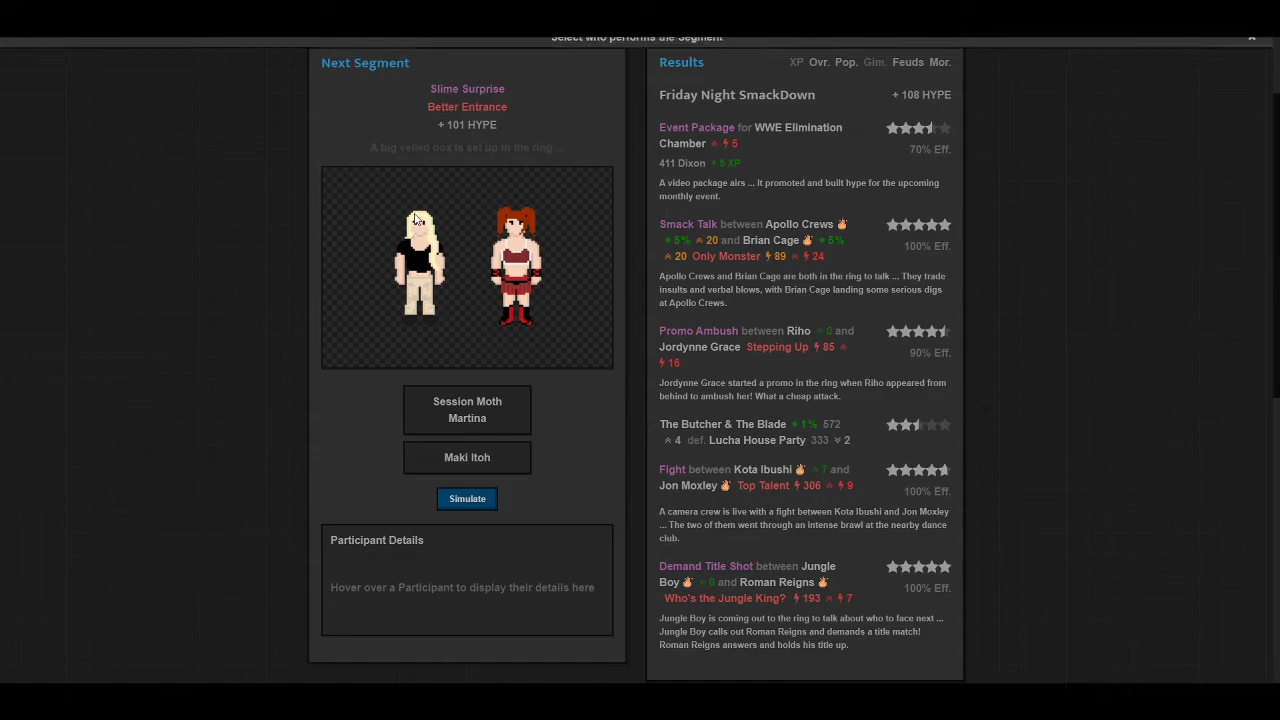 Select who performs the Segment
Next Segment
Slime Surprise
Better Entrance
+ 101 HYPE
A big veiled box is set up in the ring ...
Session Moth
Martina
Maki Itoh
Simulate
Participant Details
Hover over a Participant to display their details here
Results XP Ovr. Pop. Gim. Feuds Mor.
Friday Night SmackDown + 108 HYPE
Event Package for WWE Elimination
Chamber 5
70% Eff.
411 Dixon + 5 XP
A video package airs ... It promoted and built hype for the upcoming
monthly event.
Smack Talk between Apollo Crews
+ 5% 20 and Brian Cage + 5%
100% Eff.
20 Only Monster 89 24
Apollo Crews and Brian Cage are both in the ring to talk ... They trade
insults and verbal blows, with Brian Cage landing some serious digs
at Apollo Crews.
Promo Ambush between Riho 0 and
Jordynne Grace Stepping Up 85
90% Eff.
16
Jordynne Grace started a promo in the ring when Riho appeared from
behind to ambush her! What a cheap attack.
The Butcher & The Blade + 1% 572
4 def. Lucha House Party 333 2
Fight between Kota Ibushi 7 and
Jon Moxley Top Talent 306 9
100% Eff.
A camera crew is live with a fight between Kota Ibushi and Jon Moxley
... The two of them went through an intense brawl at the nearby dance
club.
Demand Title Shot between Jungle
Boy 0 and Roman Reigns
100% Eff.
Who's the Jungle King? 193 7
Jungle Boy is coming out to the ring to talk about who to face next ...
Jungle Boy calls out Roman Reigns and demands a title match!
Roman Reigns answers and holds his title up.